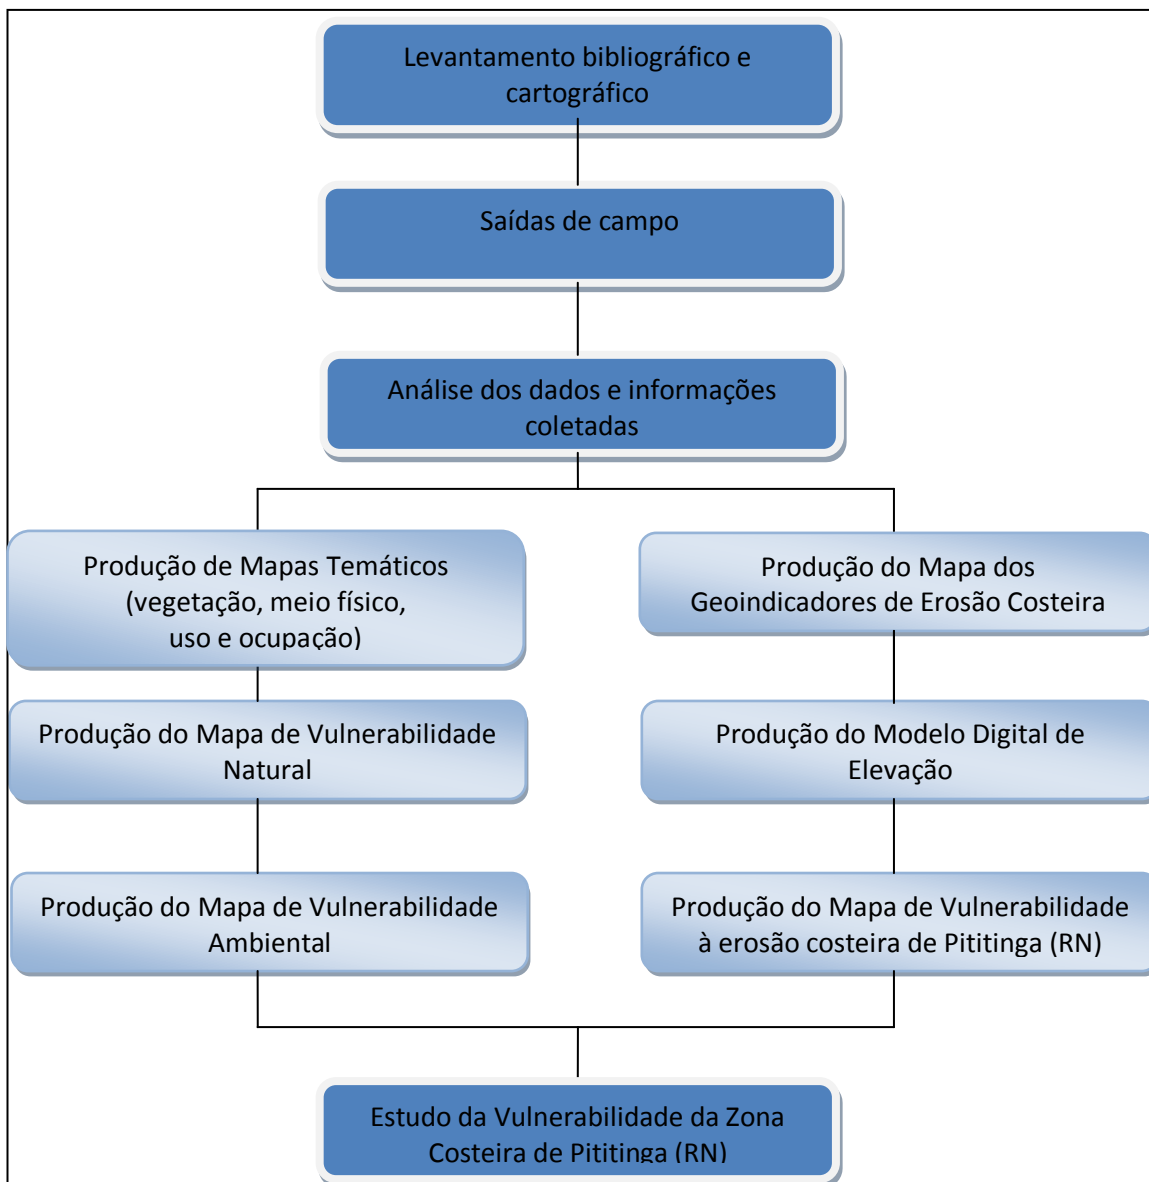 Levantamento bibliográfico e
cartográfico
Saídas de campo
Análise dos dados e informações
coletadas
Produção de Mapas Temáticos
(vegetação, meio físico,
uso e ocupação)
Produção do Mapa dos
Geoindicadores de Erosão Costeira
Produção do Mapa de Vulnerabilidade
Natural
Produção do Modelo Digital de
Elevação
Produção do Mapa de Vulnerabilidade
Ambiental
Produção do Mapa de Vulnerabilidade
à erosão costeira de Pititinga (RN)
Estudo da Vulnerabilidade da Zona
Costeira de Pititinga (RN)